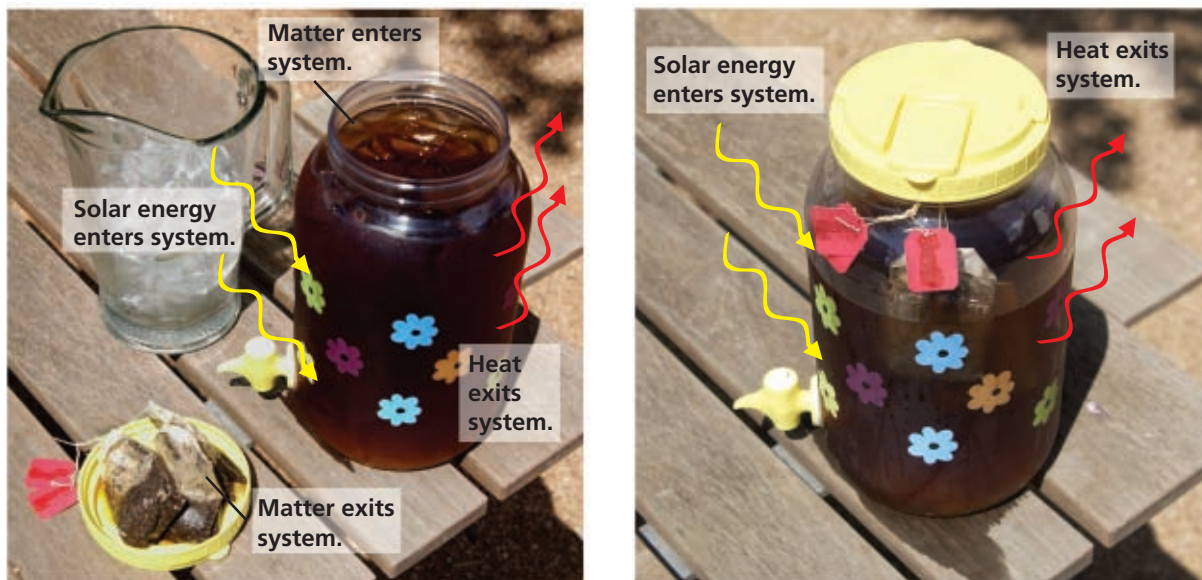 Matter enters
system.
Solar energy
enters system.
Heat
exits
system.
Matter exits
system.
Solar energy
enters system.
Heat exits
system.